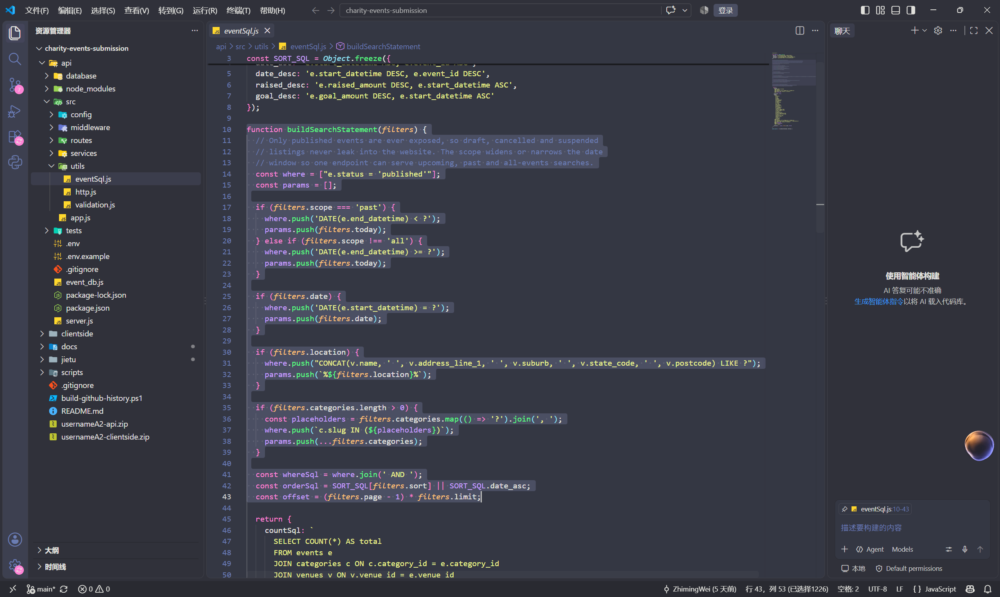 文件(F) 编辑(E) 选择(S) 查看(V) 转到(G) 运行(R) 终端(T) 帮助(H) charity-events-submission 登录
资源管理器
charity-events-submission
api
database
node_modules
src
config
middleware
routes
services
utils
eventSql.js
http.js
validation.js
app.js
tests
.env
.env.example
.gitignore
event_db.js
package-lock.json
package.json
server.js
clientside
docs
jietu
scripts
.gitignore
build-github-history.ps1
README.md
usernameA2-api.zip
usernameA2-clientside.zip
大纲
时间线
7
eventSql.js
api > src > utils > eventSql.js > buildSearchStatement
3 const SORT_SQL = Object.freeze({
5 date_desc: 'e.start_datetime DESC, e.event_id DESC',
6 raised_desc: 'e.raised_amount DESC, e.start_datetime ASC',
7 goal_desc: 'e.goal_amount DESC, e.start_datetime ASC'
8 });
9
10 function buildSearchStatement(filters) {
11 // Only published events are ever exposed, so draft, cancelled and suspended
12 // listings never leak into the website. The scope widens or narrows the date
13 // window so one endpoint can serve upcoming, past and all-events searches.
14 const where = ["e.status = 'published'"];
15 const params = [];
16
17 if (filters.scope === 'past') {
18 where.push('DATE(e.end_datetime) < ?');
19 params.push(filters.today);
20 } else if (filters.scope !== 'all') {
21 where.push('DATE(e.end_datetime) >= ?');
22 params.push(filters.today);
23 }
24
25 if (filters.date) {
26 where.push('DATE(e.start_datetime) = ?');
27 params.push(filters.date);
28 }
29
30 if (filters.location) {
31 where.push("CONCAT(v.name, ' ', v.address_line_1, ' ', v.suburb, ' ', v.state_code, ' ', v.postcode) LIKE ?");
32 params.push(`%${filters.location}%`);
33 }
34
35 if (filters.categories.length > 0) {
36 const placeholders = filters.categories.map(() => '?').join(', ');
37 where.push(`c.slug IN (${placeholders})`);
38 params.push(...filters.categories);
39 }
40
41 const whereSql = where.join(' AND ');
42 const orderSql = SORT_SQL[filters.sort] || SORT_SQL.date_asc;
43 const offset = (filters.page - 1) * filters.limit;
44
45 return {
46 countSql: `
47 SELECT COUNT(*) AS total
48 FROM events e
49 JOIN categories c ON c.category_id = e.category_id
50 JOIN venues v ON v.venue_id = e.venue_id
聊天
使用智能体构建
AI 答复可能不准确
生成智能体指令以将 AI 载入代码库。
eventSql.js:10-43
描述要构建的内容
Agent Models
本地 Default permissions
main* 0 0 ZhimingWei (5 天前) 行 43，列 53 (已选择1226) 空格: 2 UTF-8 LF {} JavaScript